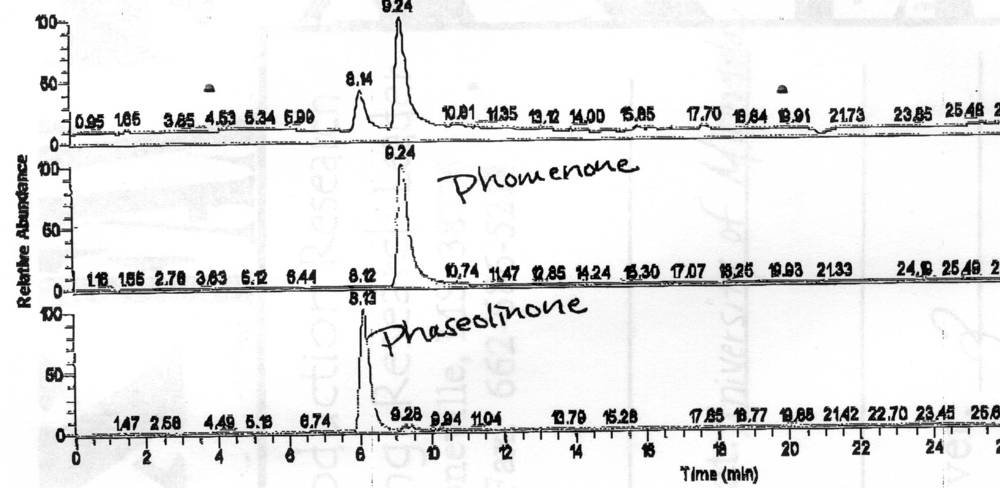 9.24
100
8.14
50
0.95 1.65 3.85 4.53 5.34 6.99 10.81 11.35 13.12 14.00 15.85 17.70 18.84 19.91 21.73 23.85 25.48
0
9.24
100
Phomenone
Relative Abundance
50
1.16 1.65 2.78 3.83 5.12 6.44 8.12 10.74 11.47 12.85 14.24 15.30 17.07 18.25 19.93 21.33 24.19 25.49
0
8.13
100
Phaseolinone
50
1.47 2.58 4.49 5.18 6.74 9.28 9.94 11.04 13.79 15.28 17.85 18.77 19.88 21.42 22.70 23.45
0
0 2 4 6 8 10 12 14 16 18 20 22 24
Time (min)